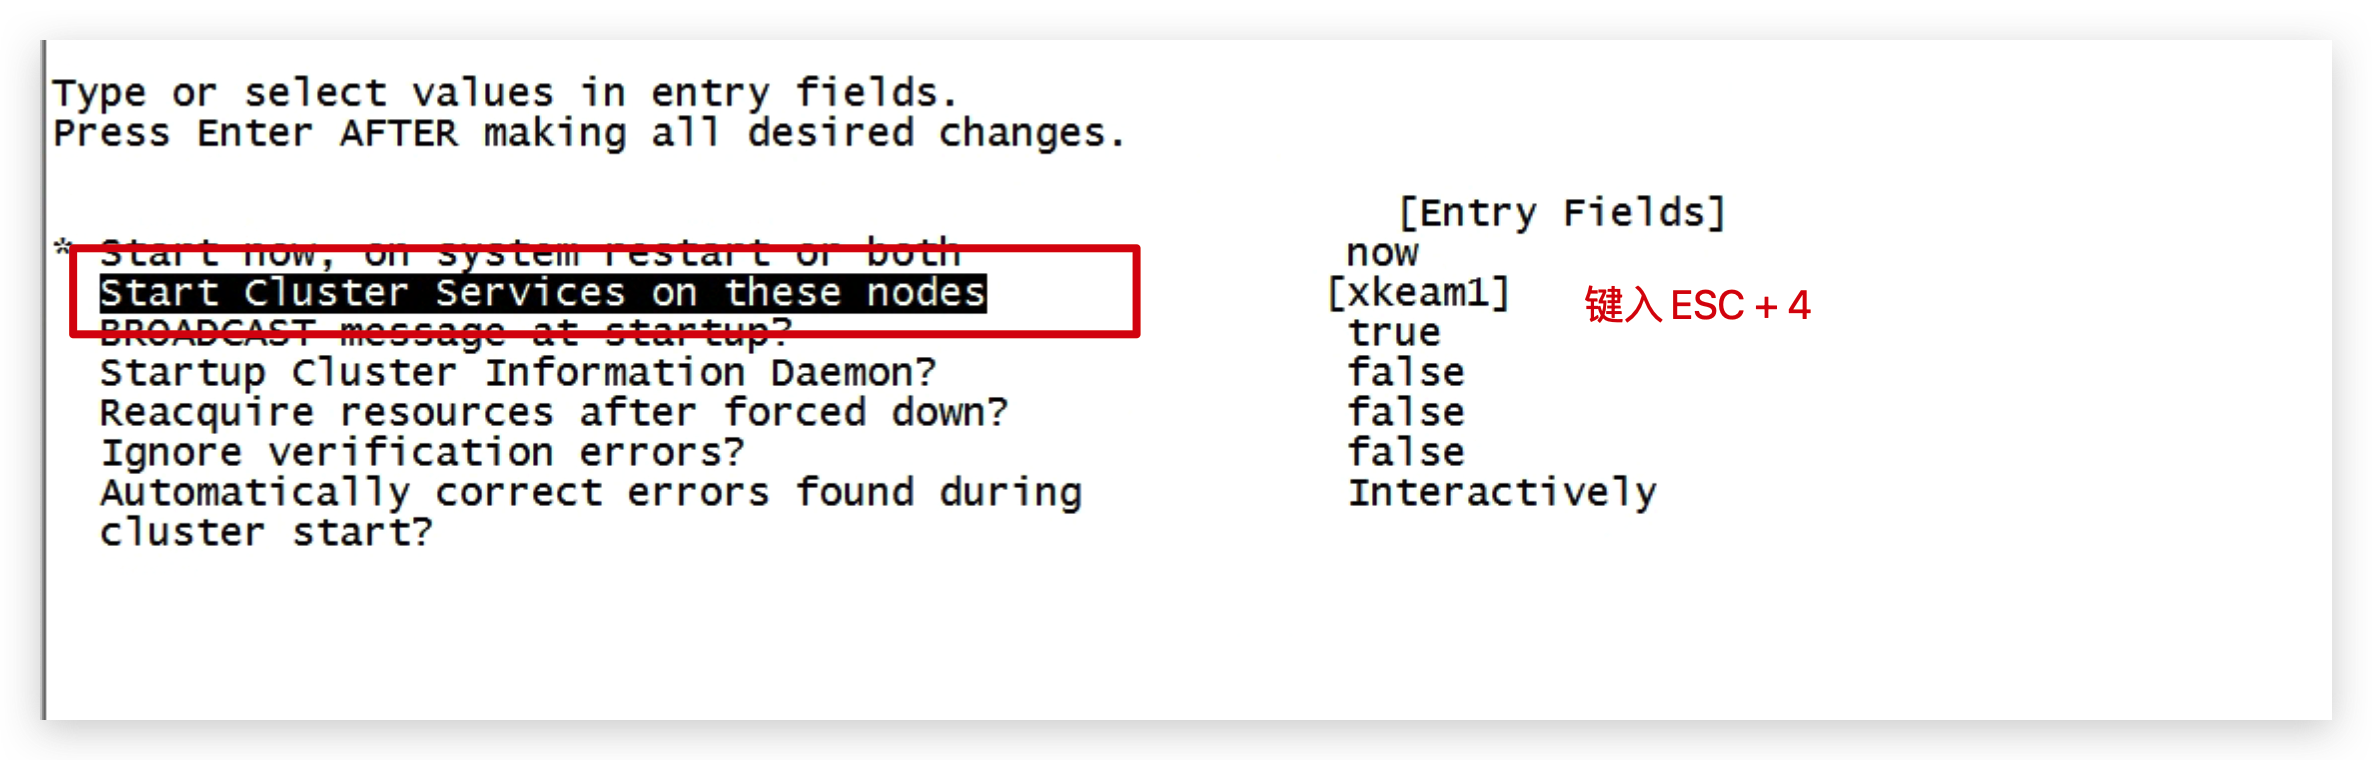 Type or select values in entry fields.
Press Enter AFTER making all desired changes.
[Entry Fields]
* Start now, on system restart or both now
Start Cluster Services on these nodes [xkeam1] 键入 ESC + 4
BROADCAST message at startup? true
Startup Cluster Information Daemon? false
Reacquire resources after forced down? false
Ignore verification errors? false
Automatically correct errors found during Interactively
cluster start?